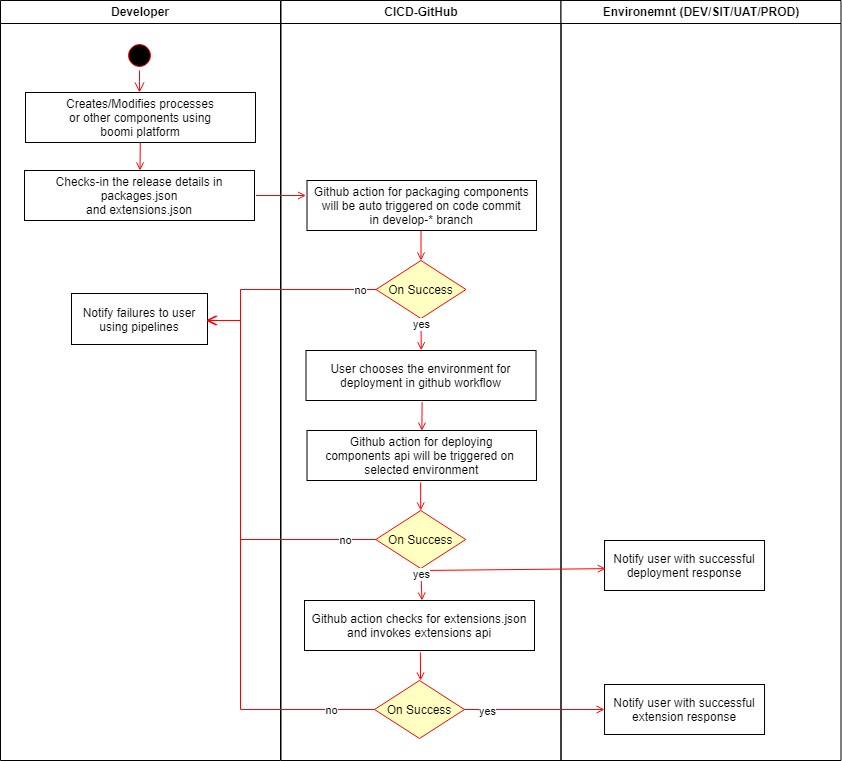 Developer
CICD-GitHub
Environemnt (DEV/SIT/UAT/PROD)
Creates/Modifies processes
or other components using
boomi platform
Checks-in the release details in
packages.json
and extensions.json
Github action for packaging components
will be auto triggered on code commit
in develop-* branch
On Success
no
yes
Notify failures to user
using pipelines
User chooses the environment for
deployment in github workflow
Github action for deploying
components api will be triggered on
selected environment
On Success
no
yes
Notify user with successful
deployment response
Github action checks for extensions.json
and invokes extensions api
On Success
no
yes
Notify user with successful
extension response